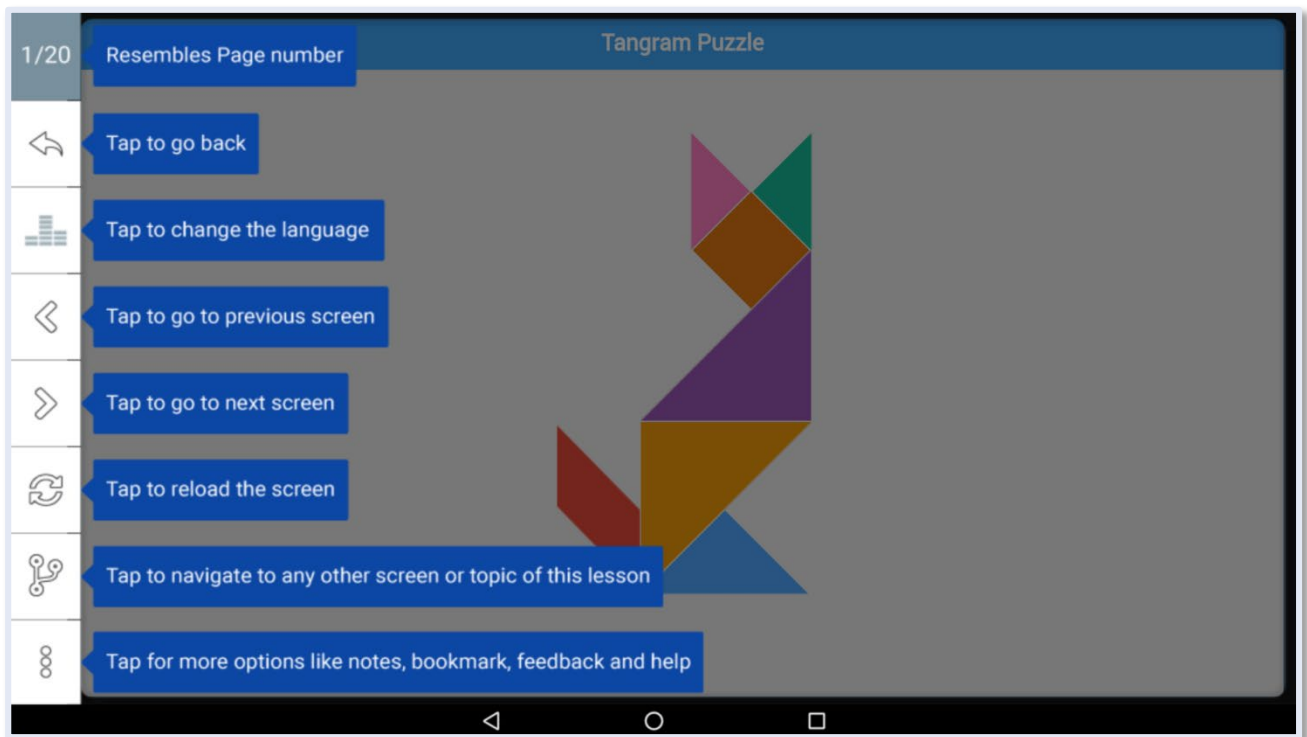 Tangram Puzzle
1/20
Resembles Page number
Tap to go back
Tap to change the language
Tap to go to previous screen
Tap to go to next screen
Tap to reload the screen
Tap to navigate to any other screen or topic of this lesson
Tap for more options like notes, bookmark, feedback and help